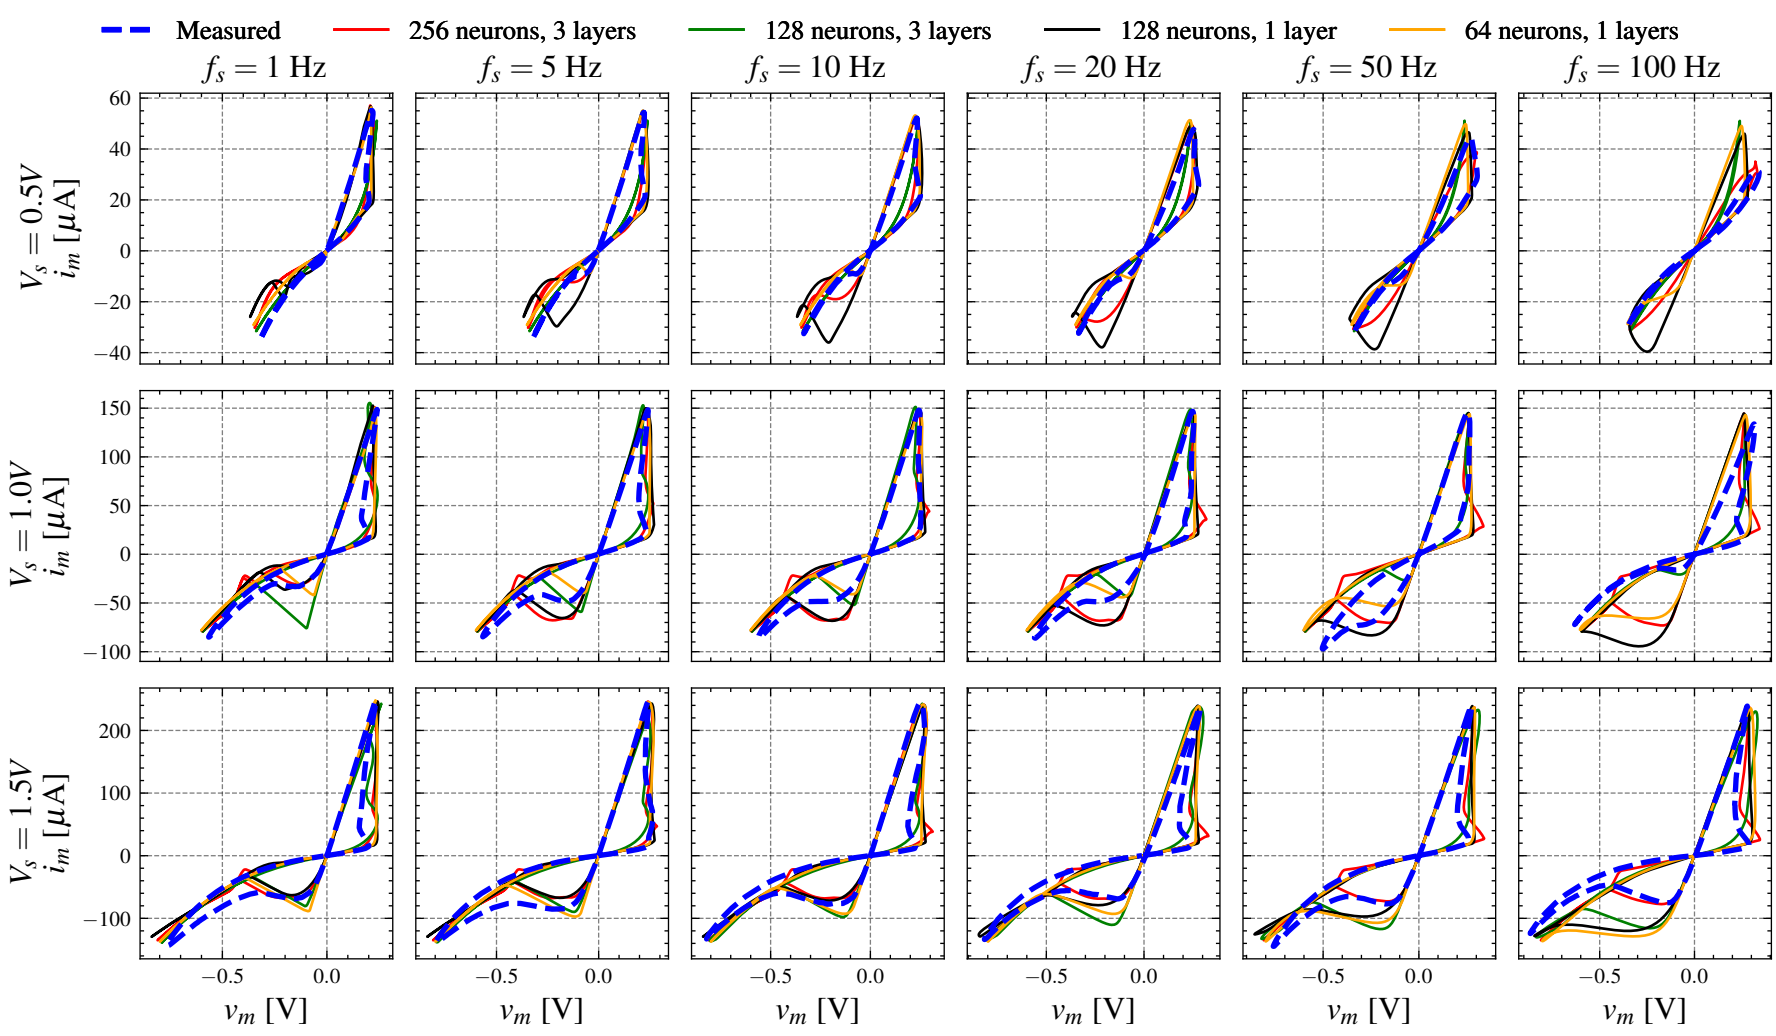 Measured 256 neurons, 3 layers 128 neurons, 3 layers 128 neurons, 1 layer 64 neurons, 1 layers
f_s = 1 Hz f_s = 5 Hz f_s = 10 Hz f_s = 20 Hz f_s = 50 Hz f_s = 100 Hz
V_s = 0.5V
i_m [μA]
60
40
20
0
−20
−40
V_s = 1.0V
i_m [μA]
150
100
50
0
−50
−100
V_s = 1.5V
i_m [μA]
200
100
0
−100
−0.5 0.0 −0.5 0.0 −0.5 0.0 −0.5 0.0 −0.5 0.0 −0.5 0.0
v_m [V] v_m [V] v_m [V] v_m [V] v_m [V] v_m [V]